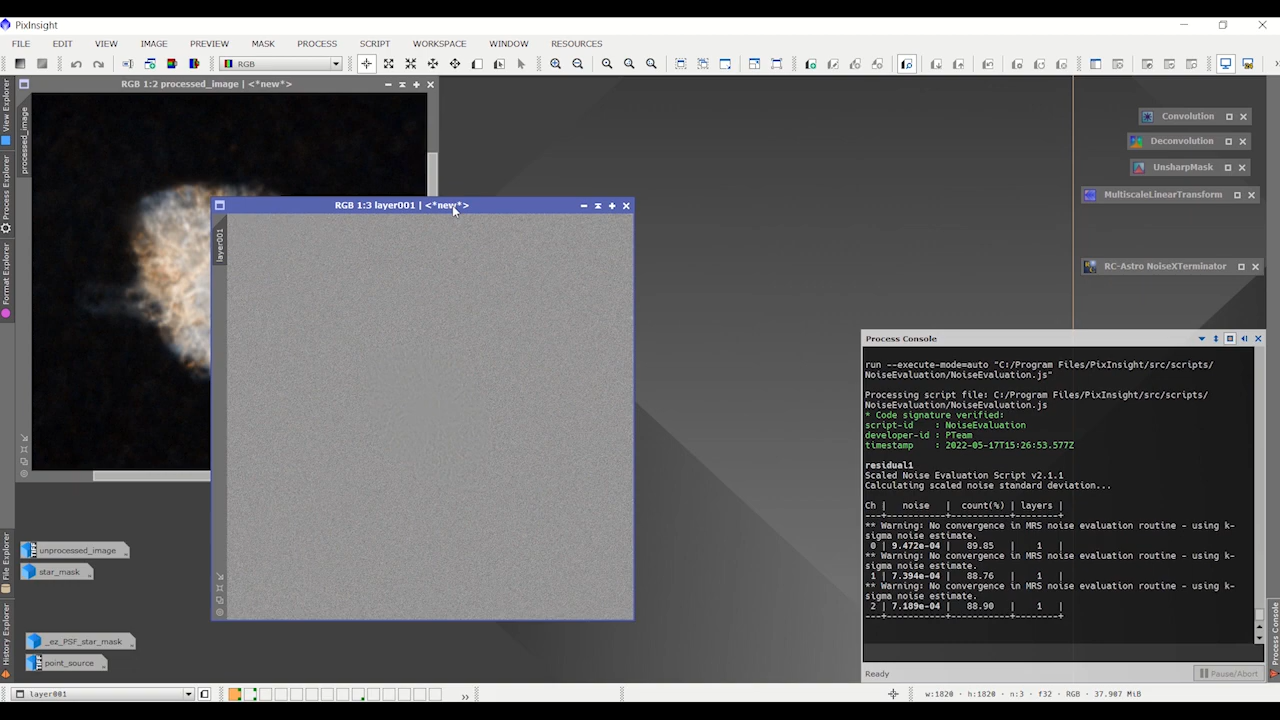 PixInsight
FILE EDIT VIEW IMAGE PREVIEW MASK PROCESS SCRIPT WORKSPACE WINDOW RESOURCES
RGB
RGB 1:2 processed_image | <*new*>
View Explorer
processed_image
Process Explorer
Format Explorer
File Explorer
History Explorer
RGB 1:3 layer001 | <*new*>
layer001
Convolution
Deconvolution
UnsharpMask
MultiscaleLinearTransform
RC-Astro NoiseXTerminator
unprocessed_image
star_mask
_ez_PSF_star_mask
point_source
Process Console
run --execute-mode=auto "C:/Program Files/PixInsight/src/scripts/
NoiseEvaluation/NoiseEvaluation.js"
Processing script file: C:/Program Files/PixInsight/src/scripts/
NoiseEvaluation/NoiseEvaluation.js
* Code signature verified:
script-id    : NoiseEvaluation
developer-id : PTeam
timestamp    : 2022-05-17T15:26:53.577Z
residual1
Scaled Noise Evaluation Script v2.1.1
Calculating scaled noise standard deviation...
Ch |   noise   |  count(%) | layers |
---+-----------+-----------+--------+
** Warning: No convergence in MRS noise evaluation routine - using k-
sigma noise estimate.
0 | 9.472e-04 |   89.85   |    1   |
** Warning: No convergence in MRS noise evaluation routine - using k-
sigma noise estimate.
1 | 7.394e-04 |   88.76   |    1   |
** Warning: No convergence in MRS noise evaluation routine - using k-
sigma noise estimate.
2 | 7.189e-04 |   88.90   |    1   |
---+-----------+-----------+--------+
Ready
Pause/Abort
Process Console
layer001
w:1820 · h:1820 · n:3 · f32 · RGB · 37.907 MiB